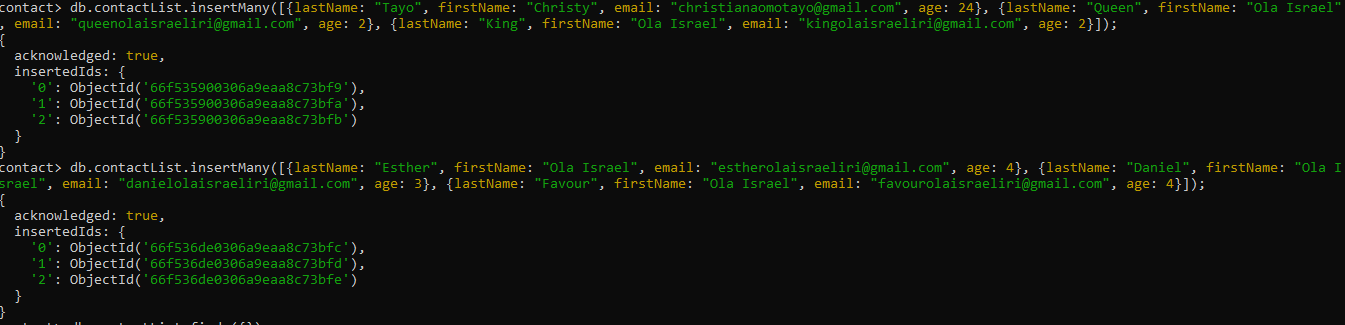 contact> db.contactList.insertMany([{lastName: "Tayo", firstName: "Christy", email: "christianaomotayo@gmail.com", age: 24}, {lastName: "Queen", firstName: "Ola Israel"
, email: "queenolaisraeliri@gmail.com", age: 2}, {lastName: "King", firstName: "Ola Israel", email: "kingolaisraeliri@gmail.com", age: 2}]);
{
  acknowledged: true,
  insertedIds: {
    '0': ObjectId('66f535900306a9eaa8c73bf9'),
    '1': ObjectId('66f535900306a9eaa8c73bfa'),
    '2': ObjectId('66f535900306a9eaa8c73bfb')
  }
}
contact> db.contactList.insertMany([{lastName: "Esther", firstName: "Ola Israel", email: "estherolaisraeliri@gmail.com", age: 4}, {lastName: "Daniel", firstName: "Ola I
srael", email: "danielolaisraeliri@gmail.com", age: 3}, {lastName: "Favour", firstName: "Ola Israel", email: "favourolaisraeliri@gmail.com", age: 4}]);
{
  acknowledged: true,
  insertedIds: {
    '0': ObjectId('66f536de0306a9eaa8c73bfc'),
    '1': ObjectId('66f536de0306a9eaa8c73bfd'),
    '2': ObjectId('66f536de0306a9eaa8c73bfe')
  }
}